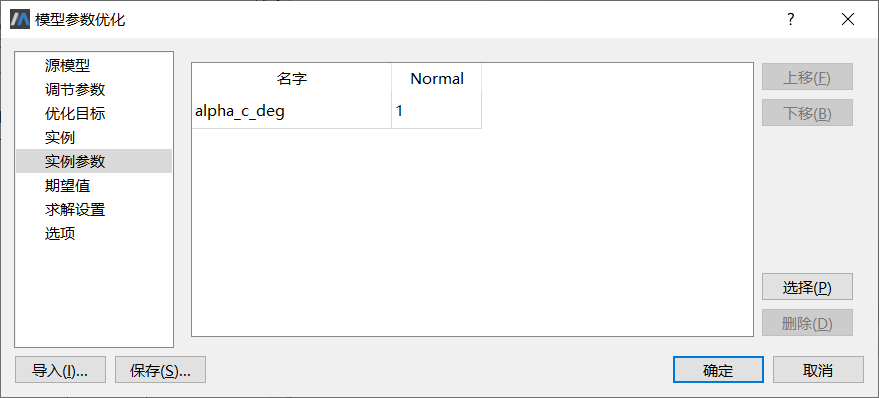 模型参数优化
?
源模型
调节参数
优化目标
实例
实例参数
期望值
求解设置
选项
名字 Normal
alpha_c_deg 1
上移(F)
下移(B)
选择(P)
删除(D)
导入(I)... 保存(S)... 确定 取消